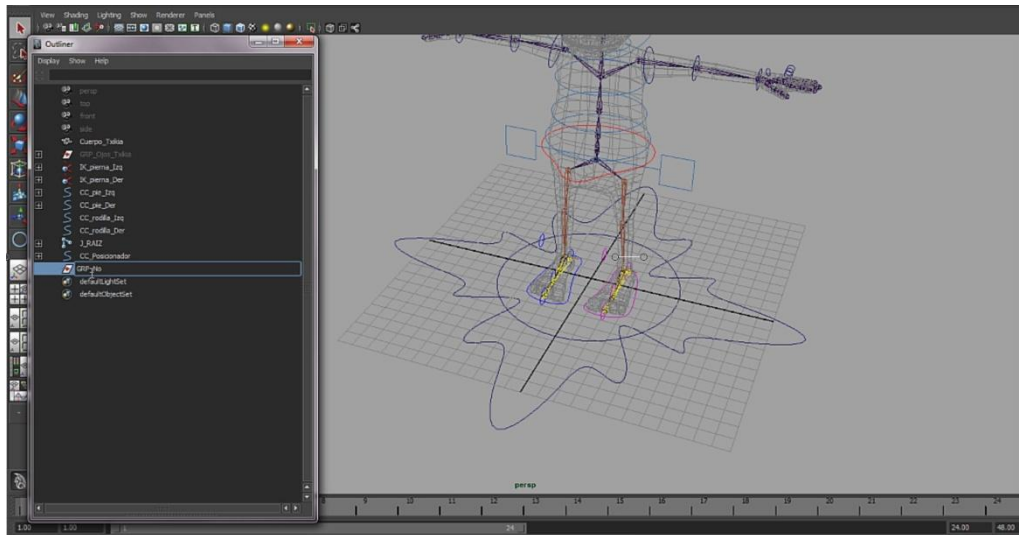 View Shading Lighting Show Renderer Panels
Outliner
Display Show Help
persp
top
front
side
Cuerpo_Txikia
GRP_Ojos_Txikia
IK_pierna_Izq
IK_pierna_Der
CC_pie_Izq
CC_pie_Der
CC_rodilla_Izq
CC_rodilla_Der
J_RAIZ
CC_Posicionador
GRP_No
defaultLightSet
defaultObjectSet
persp
8 9 10 11 12 13 14 15 16 17 18 19 20 21 22 23 24
1.00 1.00 1 24 24.00 48.00